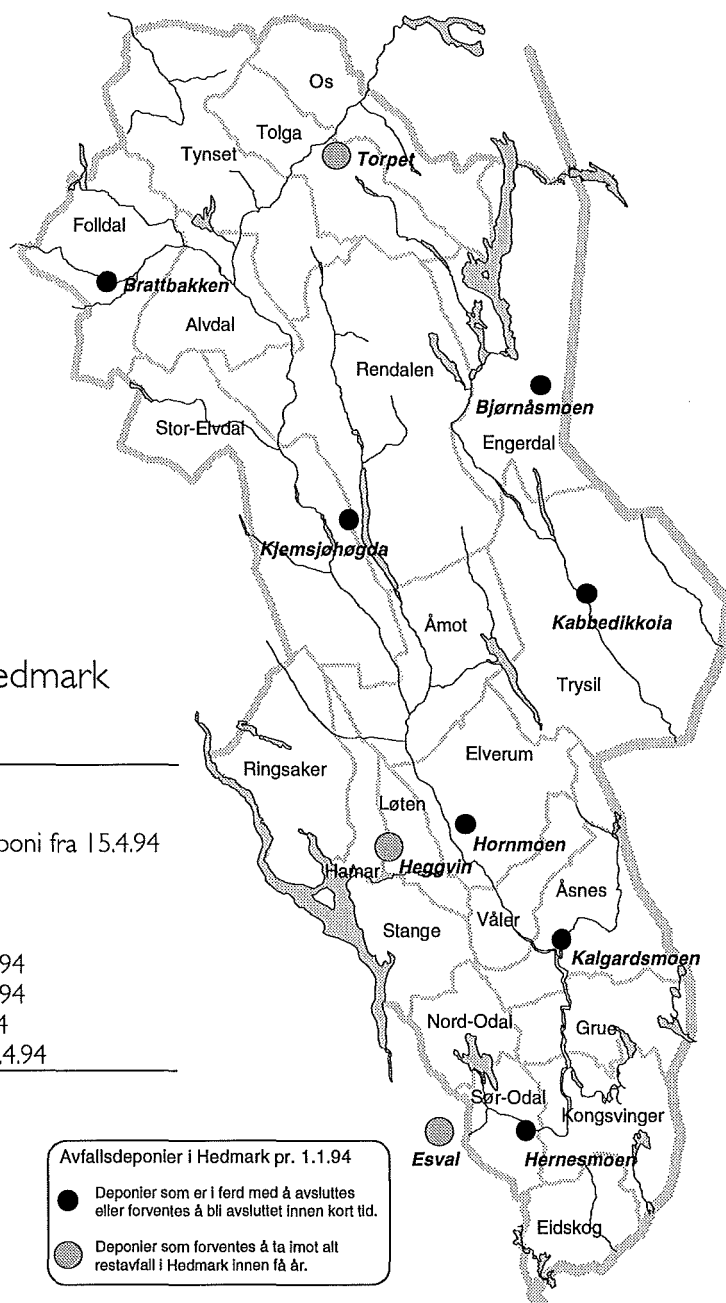 Os
Tolga
Tynset
Torpet
Folldal
Brattbakken
Alvdal
Rendalen
Bjørnåsmoen
Engerdal
Stor-Elvdal
Kjemsjøhøgda
Kabbedikkoia
Åmot
Trysil
edmark
Elverum
Ringsaker
Løten
poni fra 15.4.94
Hornmoen
Hamar Heggvin
Åsnes
Våler
Stange
Kalgardsmoen
94
94
4
.4.94
Nord-Odal
Grue
Sør-Odal
Kongsvinger
Esval
Hernesmoen
Eidskog
Avfallsdeponier i Hedmark pr. 1.1.94
Deponier som er i ferd med å avsluttes
eller forventes å bli avsluttet innen kort tid.
Deponier som forventes å ta imot alt
restavfall i Hedmark innen få år.